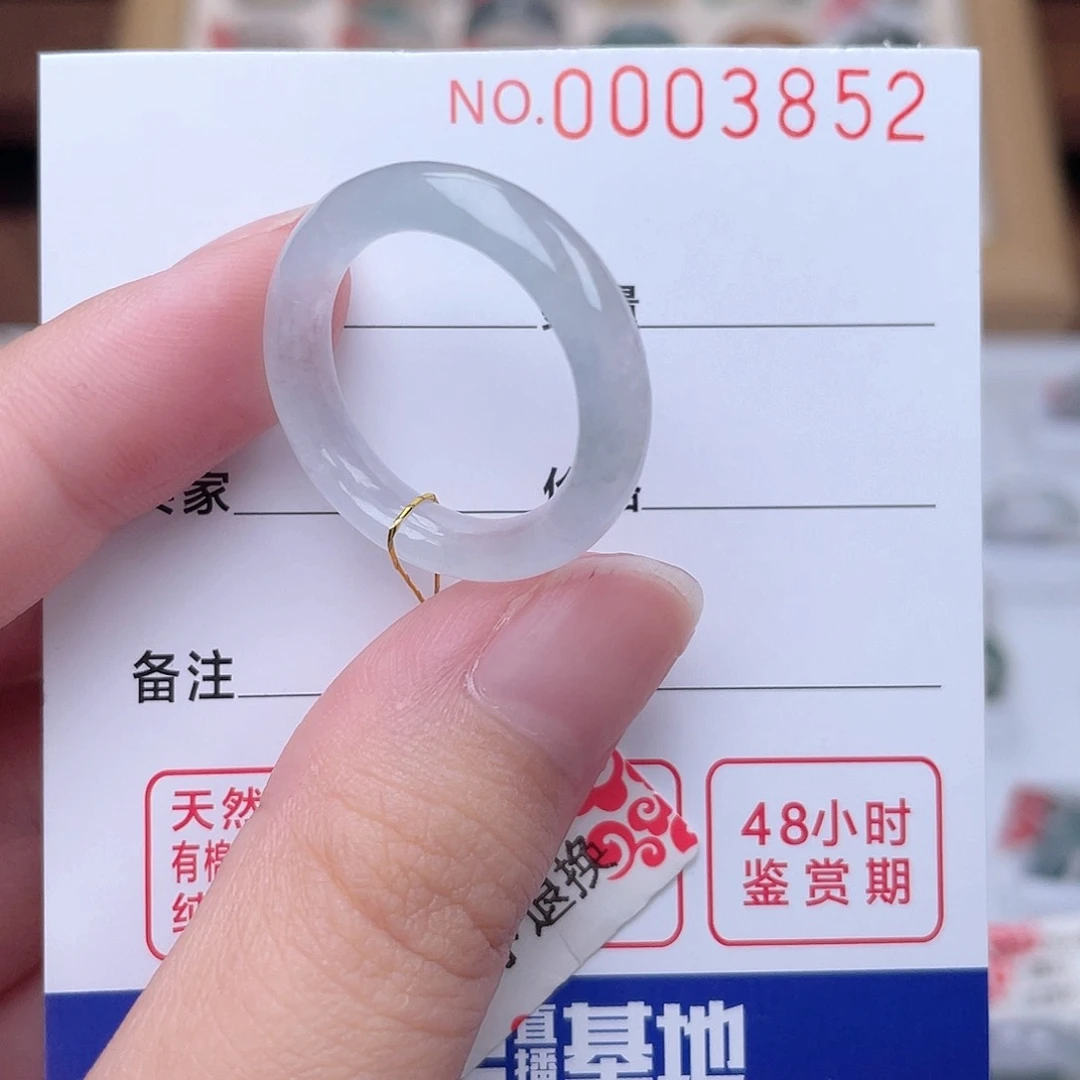 NO.0003852
家
备注
天然
有棉
48小时
鉴赏期
退换
直播基地